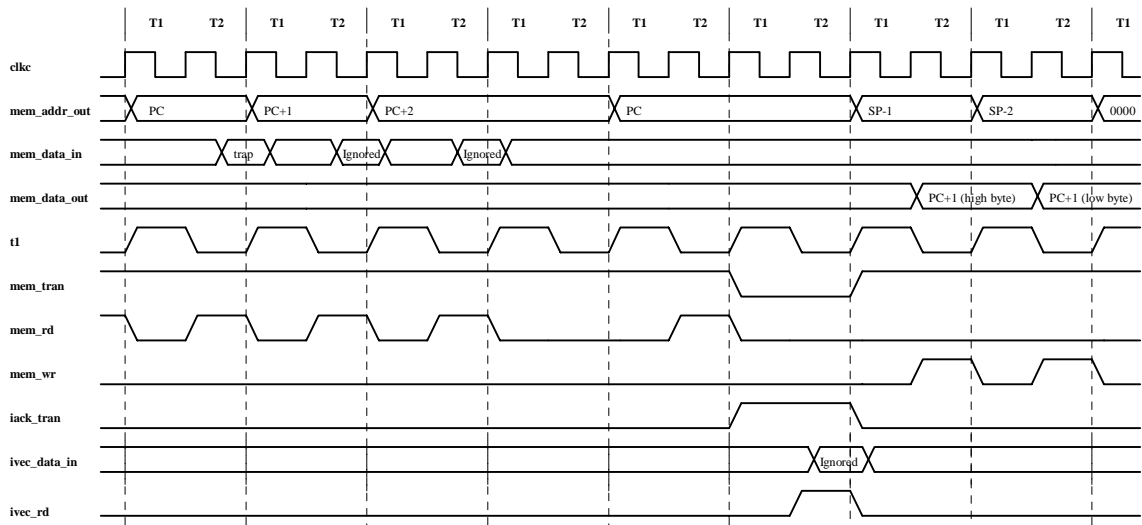 T1 T2 T1 T2 T1 T2 T1 T2 T1 T2 T1 T2 T1 T2 T1 T2 T1
clkc
mem_addr_out PC PC+1 PC+2 PC SP-1 SP-2 0000
mem_data_in trap Ignored Ignored
mem_data_out PC+1 (high byte) PC+1 (low byte)
t1
mem_tran
mem_rd
mem_wr
iack_tran
ivec_data_in Ignored
ivec_rd